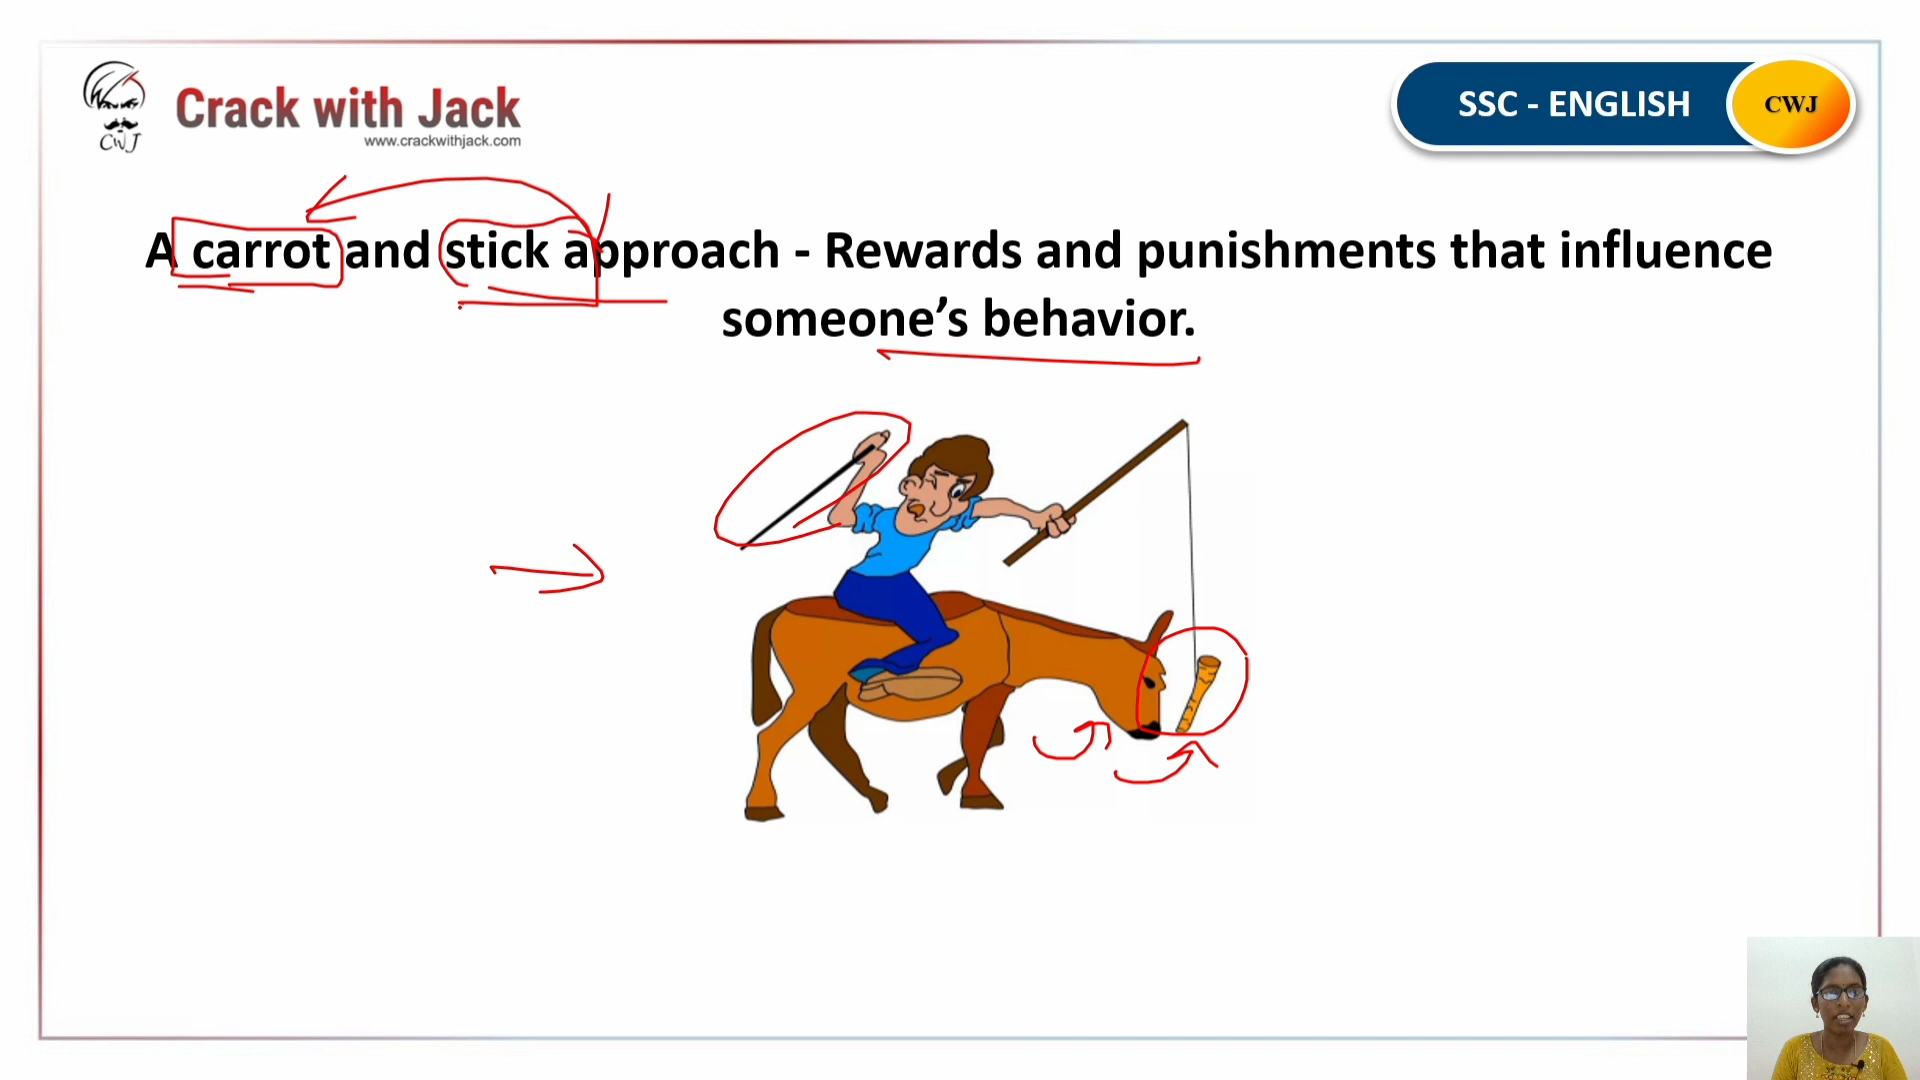 Crack with Jack
www.crackwithjack.com
CWJ
SSC - ENGLISH
CWJ
A carrot and stick approach - Rewards and punishments that influence
someone’s behavior.